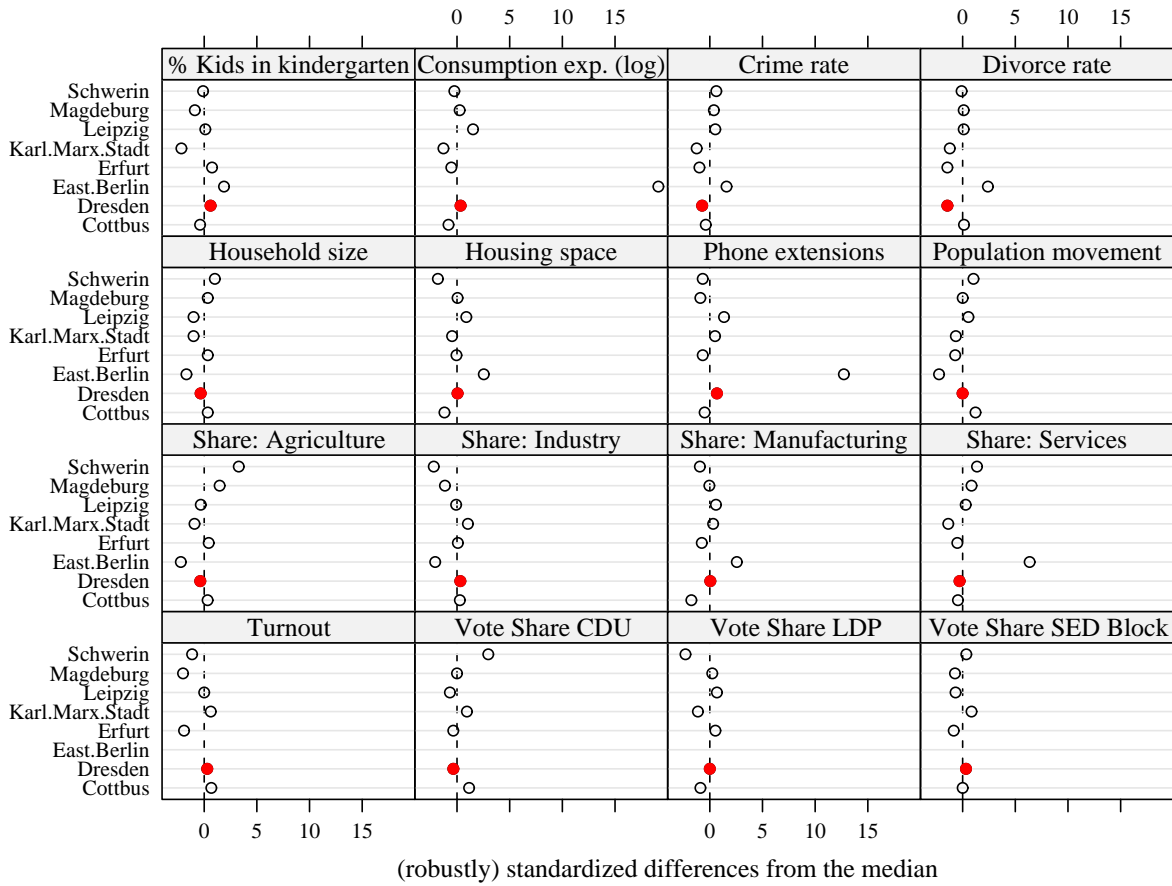 0 5 10 15 0 5 10 15
% Kids in kindergarten Consumption exp. (log) Crime rate Divorce rate
Schwerin
Magdeburg
Leipzig
Karl.Marx.Stadt
Erfurt
East.Berlin
Dresden
Cottbus
Household size Housing space Phone extensions Population movement
Schwerin
Magdeburg
Leipzig
Karl.Marx.Stadt
Erfurt
East.Berlin
Dresden
Cottbus
Share: Agriculture Share: Industry Share: Manufacturing Share: Services
Schwerin
Magdeburg
Leipzig
Karl.Marx.Stadt
Erfurt
East.Berlin
Dresden
Cottbus
Turnout Vote Share CDU Vote Share LDP Vote Share SED Block
Schwerin
Magdeburg
Leipzig
Karl.Marx.Stadt
Erfurt
East.Berlin
Dresden
Cottbus
0 5 10 15 0 5 10 15
(robustly) standardized differences from the median